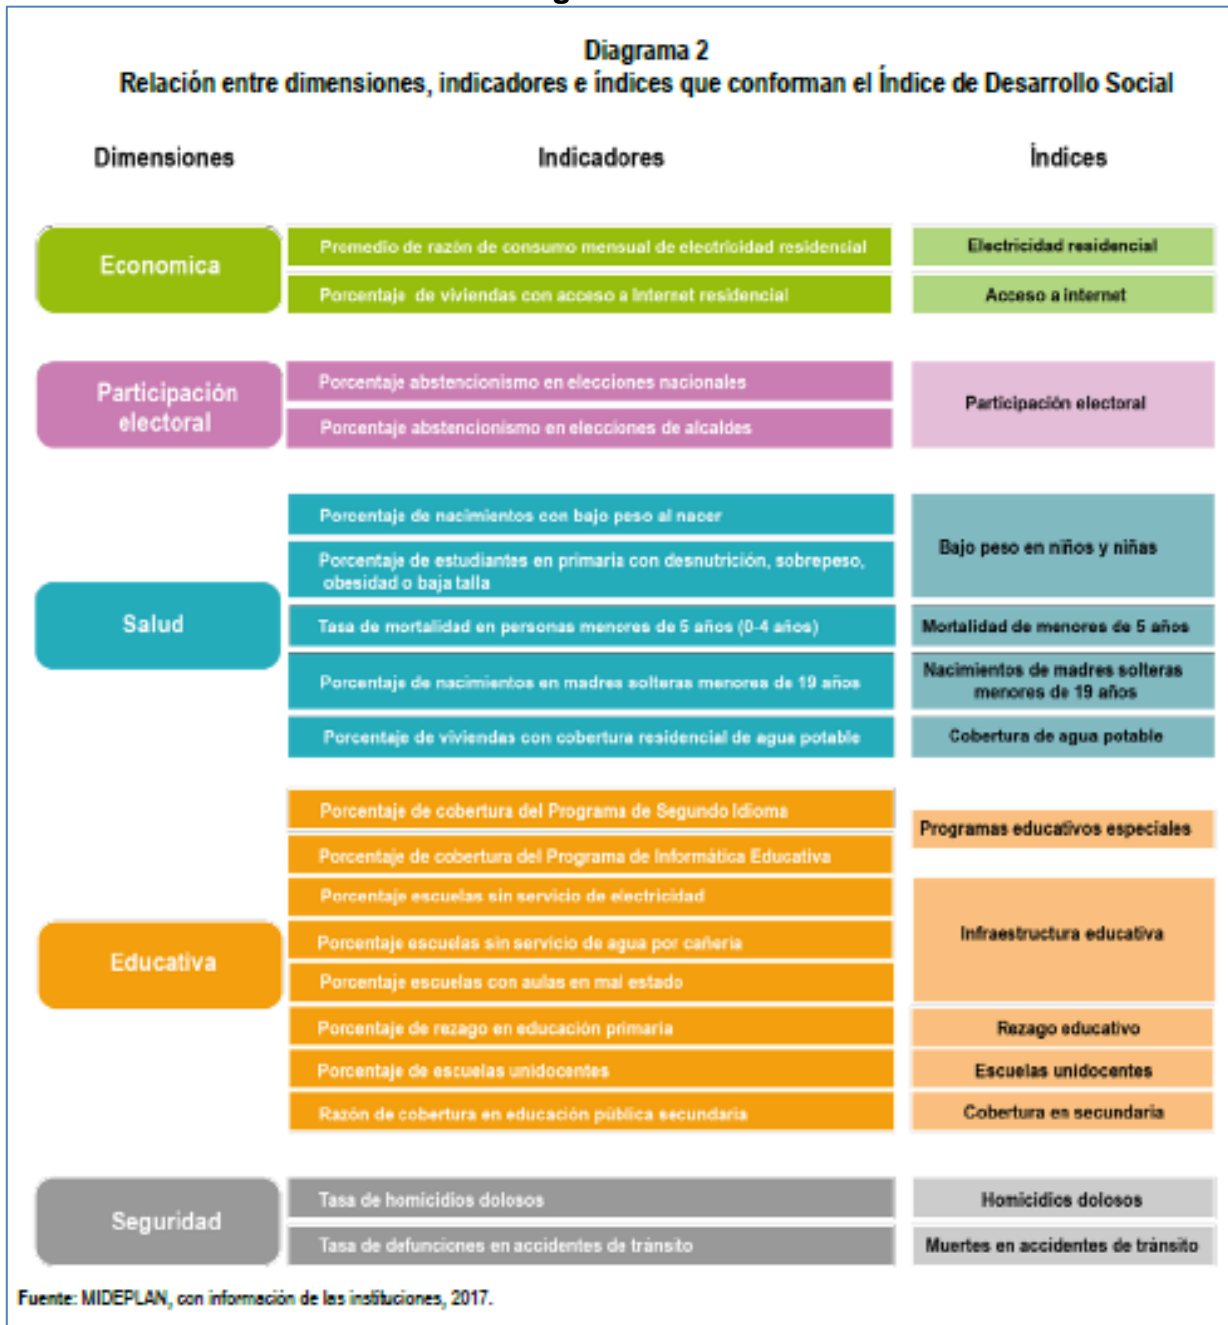 Diagrama 2
Relación entre dimensiones, indicadores e índices que conforman el Índice de Desarrollo Social
Dimensiones
Indicadores
Índices
Economica
Promedio de razón de consumo mensual de electricidad residencial
Electricidad residencial
Porcentaje de viviendas con acceso a Internet residencial
Acceso a internet
Participación
electoral
Porcentaje abstencionismo en elecciones nacionales
Porcentaje abstencionismo en elecciones de alcaldes
Participación electoral
Salud
Porcentaje de nacimientos con bajo peso al nacer
Porcentaje de estudiantes en primaria con desnutrición, sobrepeso,
obesidad o baja talla
Bajo peso en niños y niñas
Tasa de mortalidad en personas menores de 5 años (0-4 años)
Mortalidad de menores de 5 años
Porcentaje de nacimientos en madres solteras menores de 19 años
Nacimientos de madres solteras
menores de 19 años
Porcentaje de viviendas con cobertura residencial de agua potable
Cobertura de agua potable
Educativa
Porcentaje de cobertura del Programa de Segundo Idioma
Porcentaje de cobertura del Programa de Informática Educativa
Programas educativos especiales
Porcentaje escuelas sin servicio de electricidad
Porcentaje escuelas sin servicio de agua por cañería
Porcentaje escuelas con aulas en mal estado
Infraestructura educativa
Porcentaje de rezago en educación primaria
Rezago educativo
Porcentaje de escuelas unidocentes
Escuelas unidocentes
Razón de cobertura en educación pública secundaria
Cobertura en secundaria
Seguridad
Tasa de homicidios dolosos
Homicidios dolosos
Tasa de defunciones en accidentes de tránsito
Muertes en accidentes de tránsito
Fuente: MIDEPLAN, con información de las instituciones, 2017.